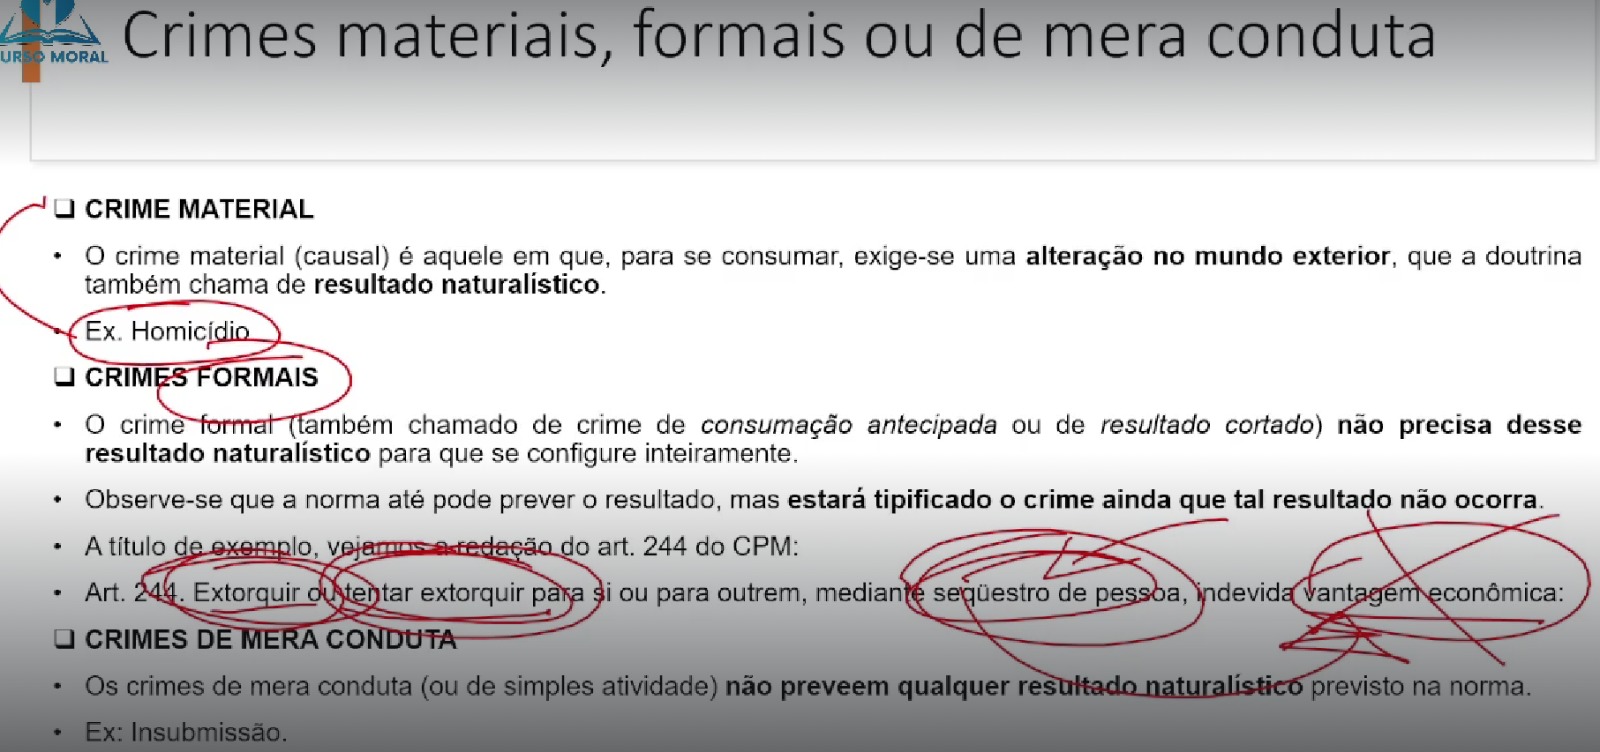 URSO MORAL
Crimes materiais, formais ou de mera conduta
❑ CRIME MATERIAL
• O crime material (causal) é aquele em que, para se consumar, exige-se uma alteração no mundo exterior, que a doutrina
também chama de resultado naturalístico.
• Ex. Homicídio
❑ CRIMES FORMAIS
• O crime formal (também chamado de crime de consumação antecipada ou de resultado cortado) não precisa desse
resultado naturalístico para que se configure inteiramente.
• Observe-se que a norma até pode prever o resultado, mas estará tipificado o crime ainda que tal resultado não ocorra.
• A título de exemplo, vejamos a redação do art. 244 do CPM:
• Art. 244. Extorquir ou tentar extorquir para si ou para outrem, mediante seqüestro de pessoa, indevida vantagem econômica:
❑ CRIMES DE MERA CONDUTA
• Os crimes de mera conduta (ou de simples atividade) não preveem qualquer resultado naturalístico previsto na norma.
• Ex: Insubmissão.